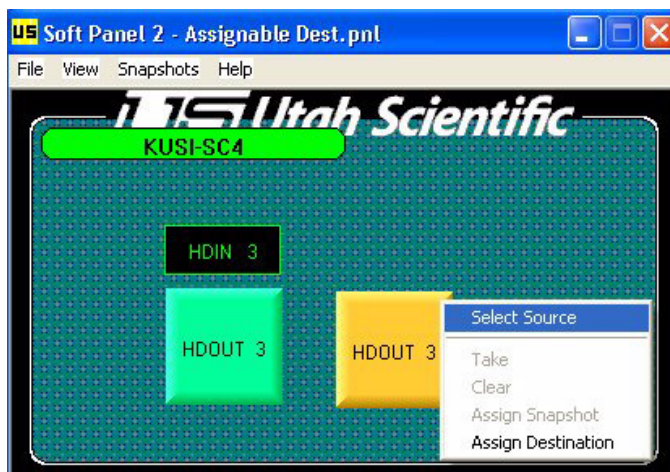 US Soft Panel 2 - Assignable Dest.pnl
File View Snapshots Help
US Utah Scientific
KUSI-SC4
HDIN 3
HDOUT 3
HDOUT 3
Select Source
Take
Clear
Assign Snapshot
Assign Destination